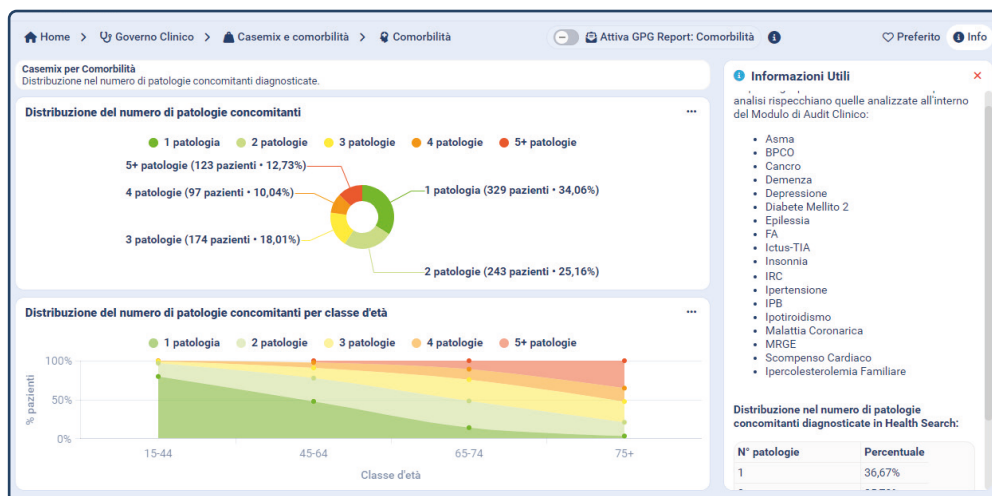 Home > Governo Clinico > Casemix e comorbilità > Comorbilità
Attiva GPG Report: Comorbilità
Preferito
Info
Casemix per Comorbilità
Distribuzione nel numero di patologie concomitanti diagnosticate.
Distribuzione del numero di patologie concomitanti
1 patologia 2 patologie 3 patologie 4 patologie 5+ patologie
5+ patologie (123 pazienti • 12,73%)
4 patologie (97 pazienti • 10,04%)
1 patologia (329 pazienti • 34,06%)
3 patologie (174 pazienti • 18,01%)
2 patologie (243 pazienti • 25,16%)
Distribuzione del numero di patologie concomitanti per classe d'età
1 patologia 2 patologie 3 patologie 4 patologie 5+ patologie
% pazienti
100%
50%
0%
15-44 45-64 65-74 75+
Classe d'età
Informazioni Utili
analisi rispecchiano quelle analizzate all'interno
del Modulo di Audit Clinico:
• Asma
• BPCO
• Cancro
• Demenza
• Depressione
• Diabete Mellito 2
• Epilessia
• FA
• Ictus-TIA
• Insonnia
• IRC
• Ipertensione
• IPB
• Ipotiroidismo
• Malattia Coronarica
• MRGE
• Scompenso Cardiaco
• Ipercolesterolemia Familiare
Distribuzione nel numero di patologie
concomitanti diagnosticate in Health Search:
N° patologie Percentuale
1 36,67%